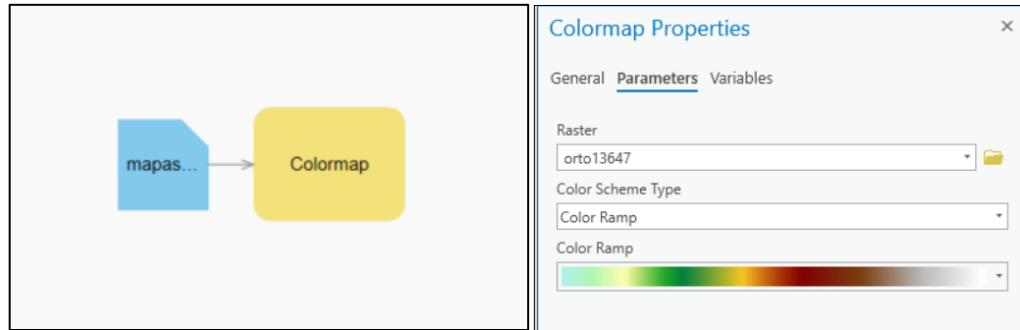 mapas...
Colormap
Colormap Properties
General Parameters Variables
Raster
orto13647
Color Scheme Type
Color Ramp
Color Ramp